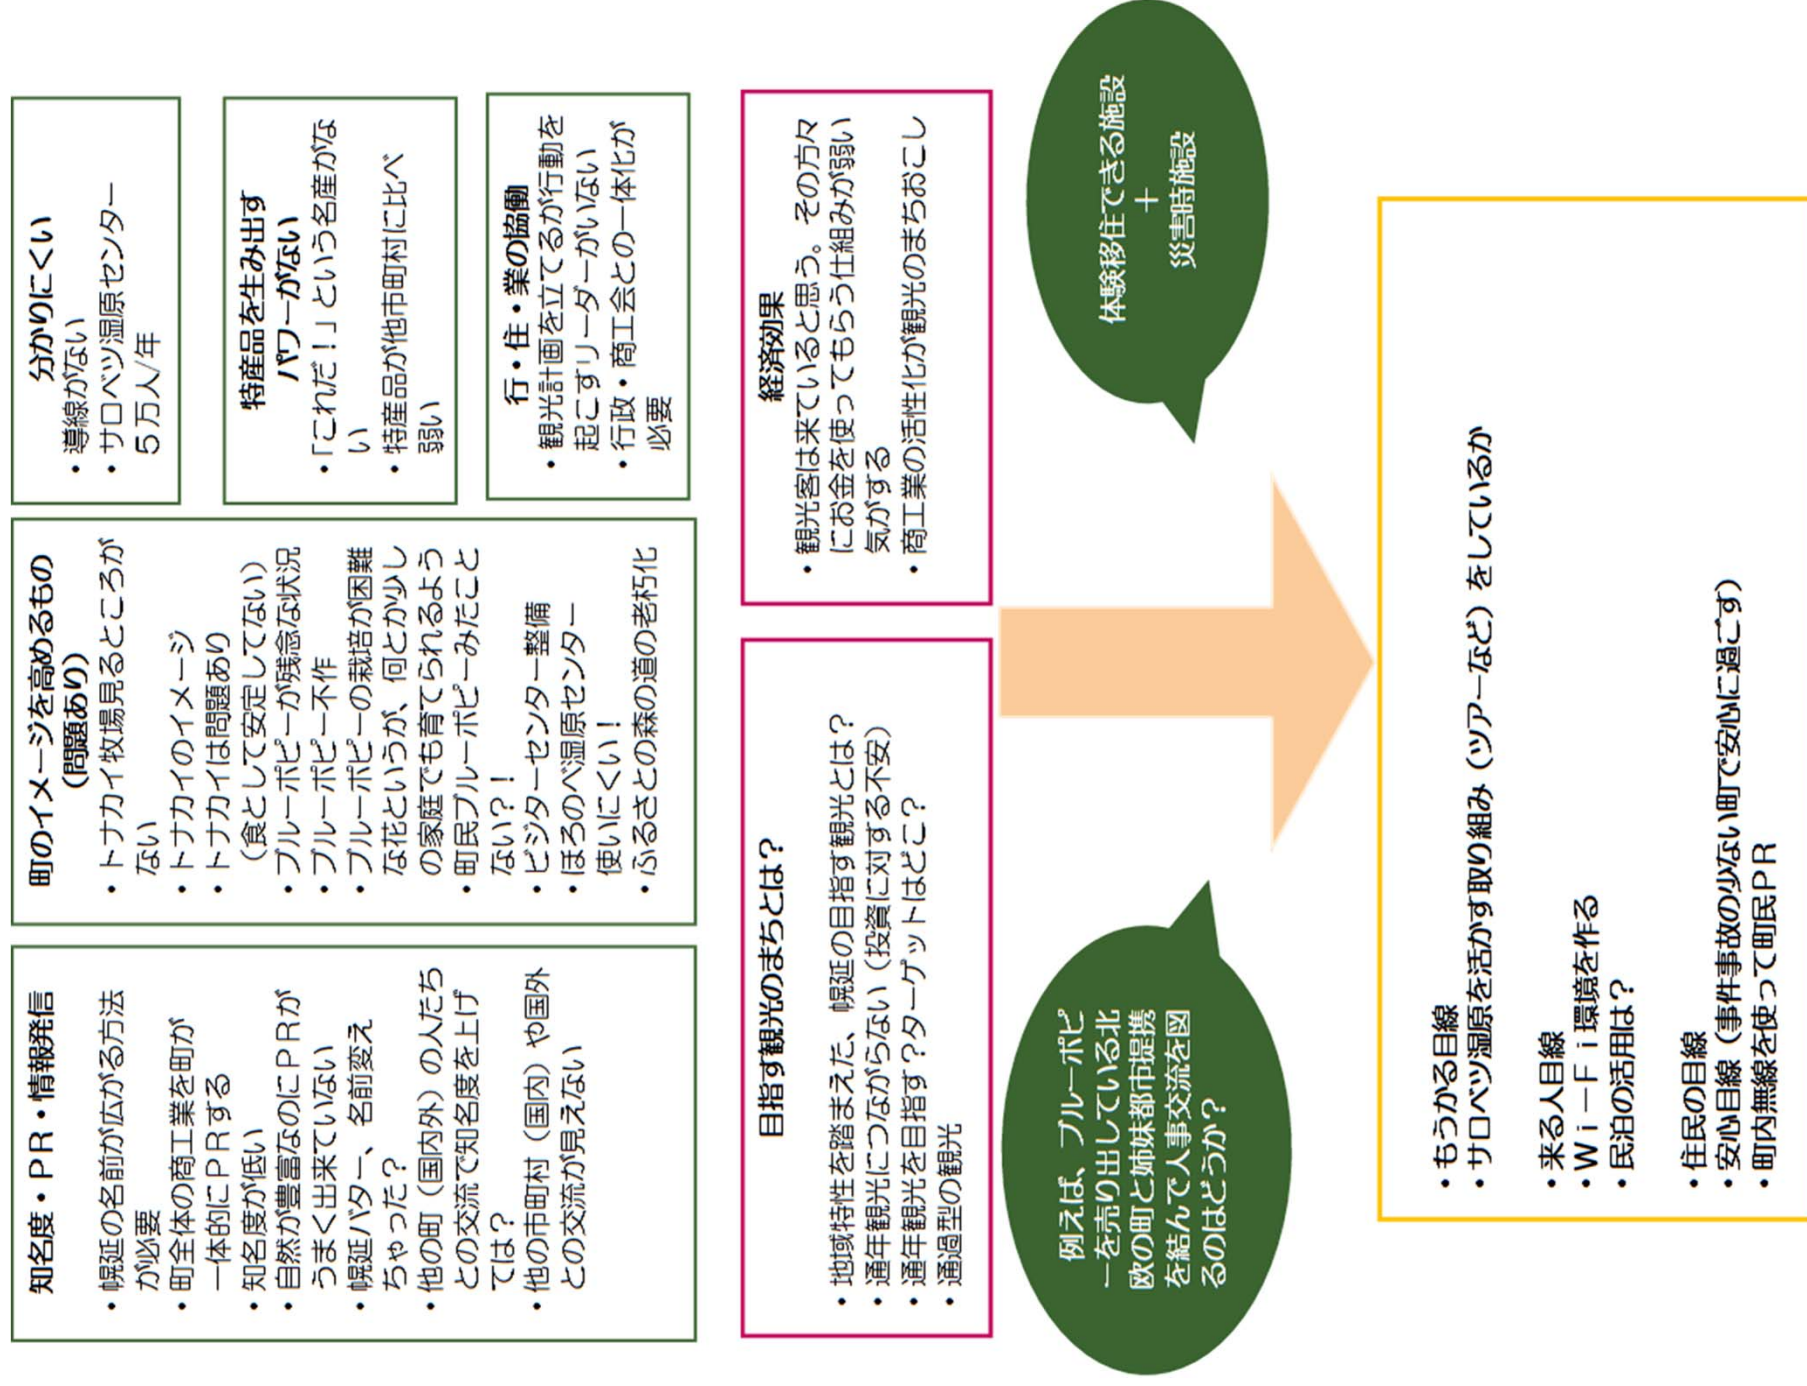 知名度・ＰＲ・情報発信
・幌延の名前が広がる方法
が必要
・町全体の商工業を町が
一体的にＰＲする
・知名度が低い
・自然が豊富なのにＰＲが
うまく出来ていない
・幌延バター、名前変え
ちゃった？
・他の町（国内外）の人たち
との交流で知名度を上げ
ては？
・他の市町村（国内）や国外
との交流が見えない
町のイメージを高めるもの
（問題あり）
・トナカイ牧場見るところが
ない
・トナカイのイメージ
・トナカイは問題あり
（食として安定してない）
・ブルーポピーが残念な状況
・ブルーポピー不作
・ブルーポピーの栽培が困難
な花というが、何とか少し
の家庭でも育てられるよう
・町民ブルーポピーみたこと
ない？！
・ビジターセンター整備
・ほろのべ湿原センター
使いにくい！
・ふるさとの森の道の老朽化
分かりにくい
・導線がない
・サロベツ湿原センター
５万人/年
特産品を生み出す
パワーがない
・「これだ！」という名産がな
い
・特産品が他市町村に比べ
弱い
行・住・業の協働
・観光計画を立てるが行動を
起こすリーダーがいない
・行政・商工会との一体化が
必要
目指す観光のまちとは？
・地域特性を踏まえた、幌延の目指す観光とは？
・通年観光につながらない（投資に対する不安）
・通年観光を目指す？ターゲットはどこ？
・通過型の観光
経済効果
・観光客は来ていると思う。その方々
にお金を使ってもらう仕組みが弱い
気がする
・商工業の活性化が観光のまちおこし
例えば、ブルーポピ
ーを売り出している北
欧の町と姉妹都市提携
を結んで人事交流を図
るのはどうか？
体験移住できる施設
＋
災害時施設
・もうかる目線
・サロベツ湿原を活かす取り組み（ツアーなど）をしているか
・来る人目線
・Ｗｉ－Ｆｉ環境を作る
・民泊の活用は？
・住民の目線
・安心目線（事件事故の少ない町で安心に過ごす）
・町内無線を使って町民ＰＲ